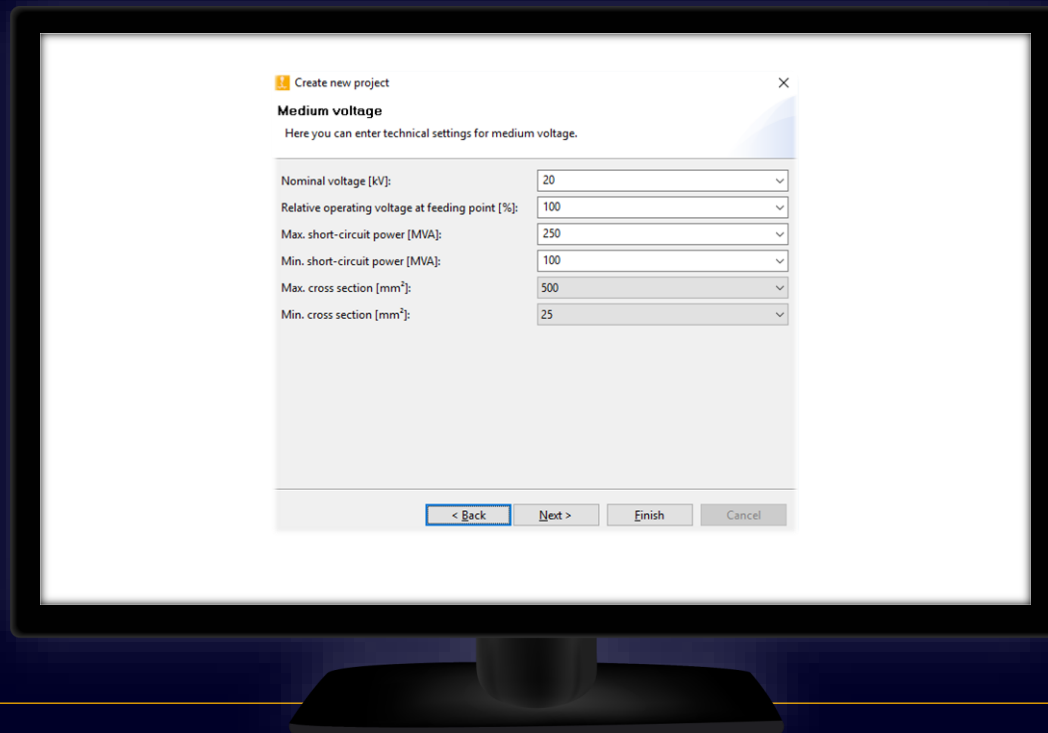 Create new project
Medium voltage
Here you can enter technical settings for medium voltage.
Nominal voltage [kV]: 20
Relative operating voltage at feeding point [%]: 100
Max. short-circuit power [MVA]: 250
Min. short-circuit power [MVA]: 100
Max. cross section [mm²]: 500
Min. cross section [mm²]: 25
< Back Next > Finish Cancel